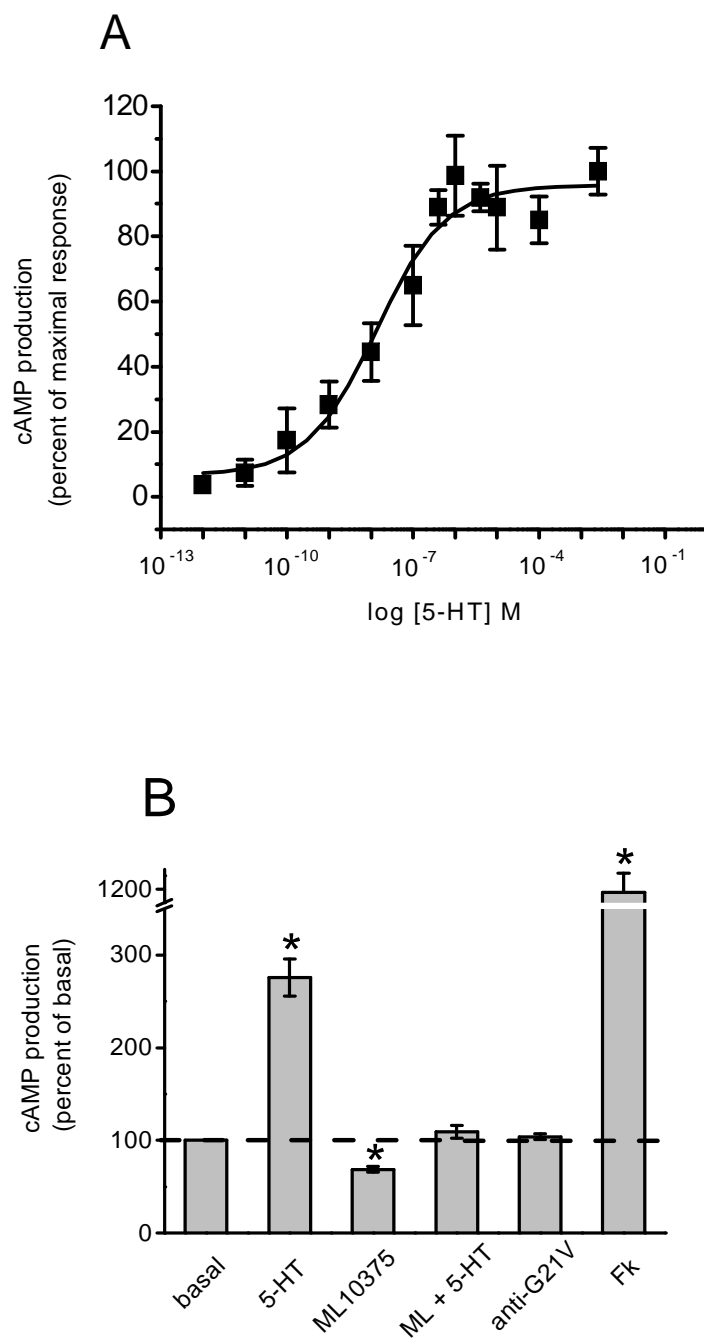 A
120
100
80
60
40
20
0
cAMP production
(percent of maximal response)
10^-13 10^-10 10^-7 10^-4 10^-1
log [5-HT] M
B
1200
300
200
100
0
cAMP production
(percent of basal)
* * *
basal 5-HT ML10375 ML + 5-HT anti-G21V Fk